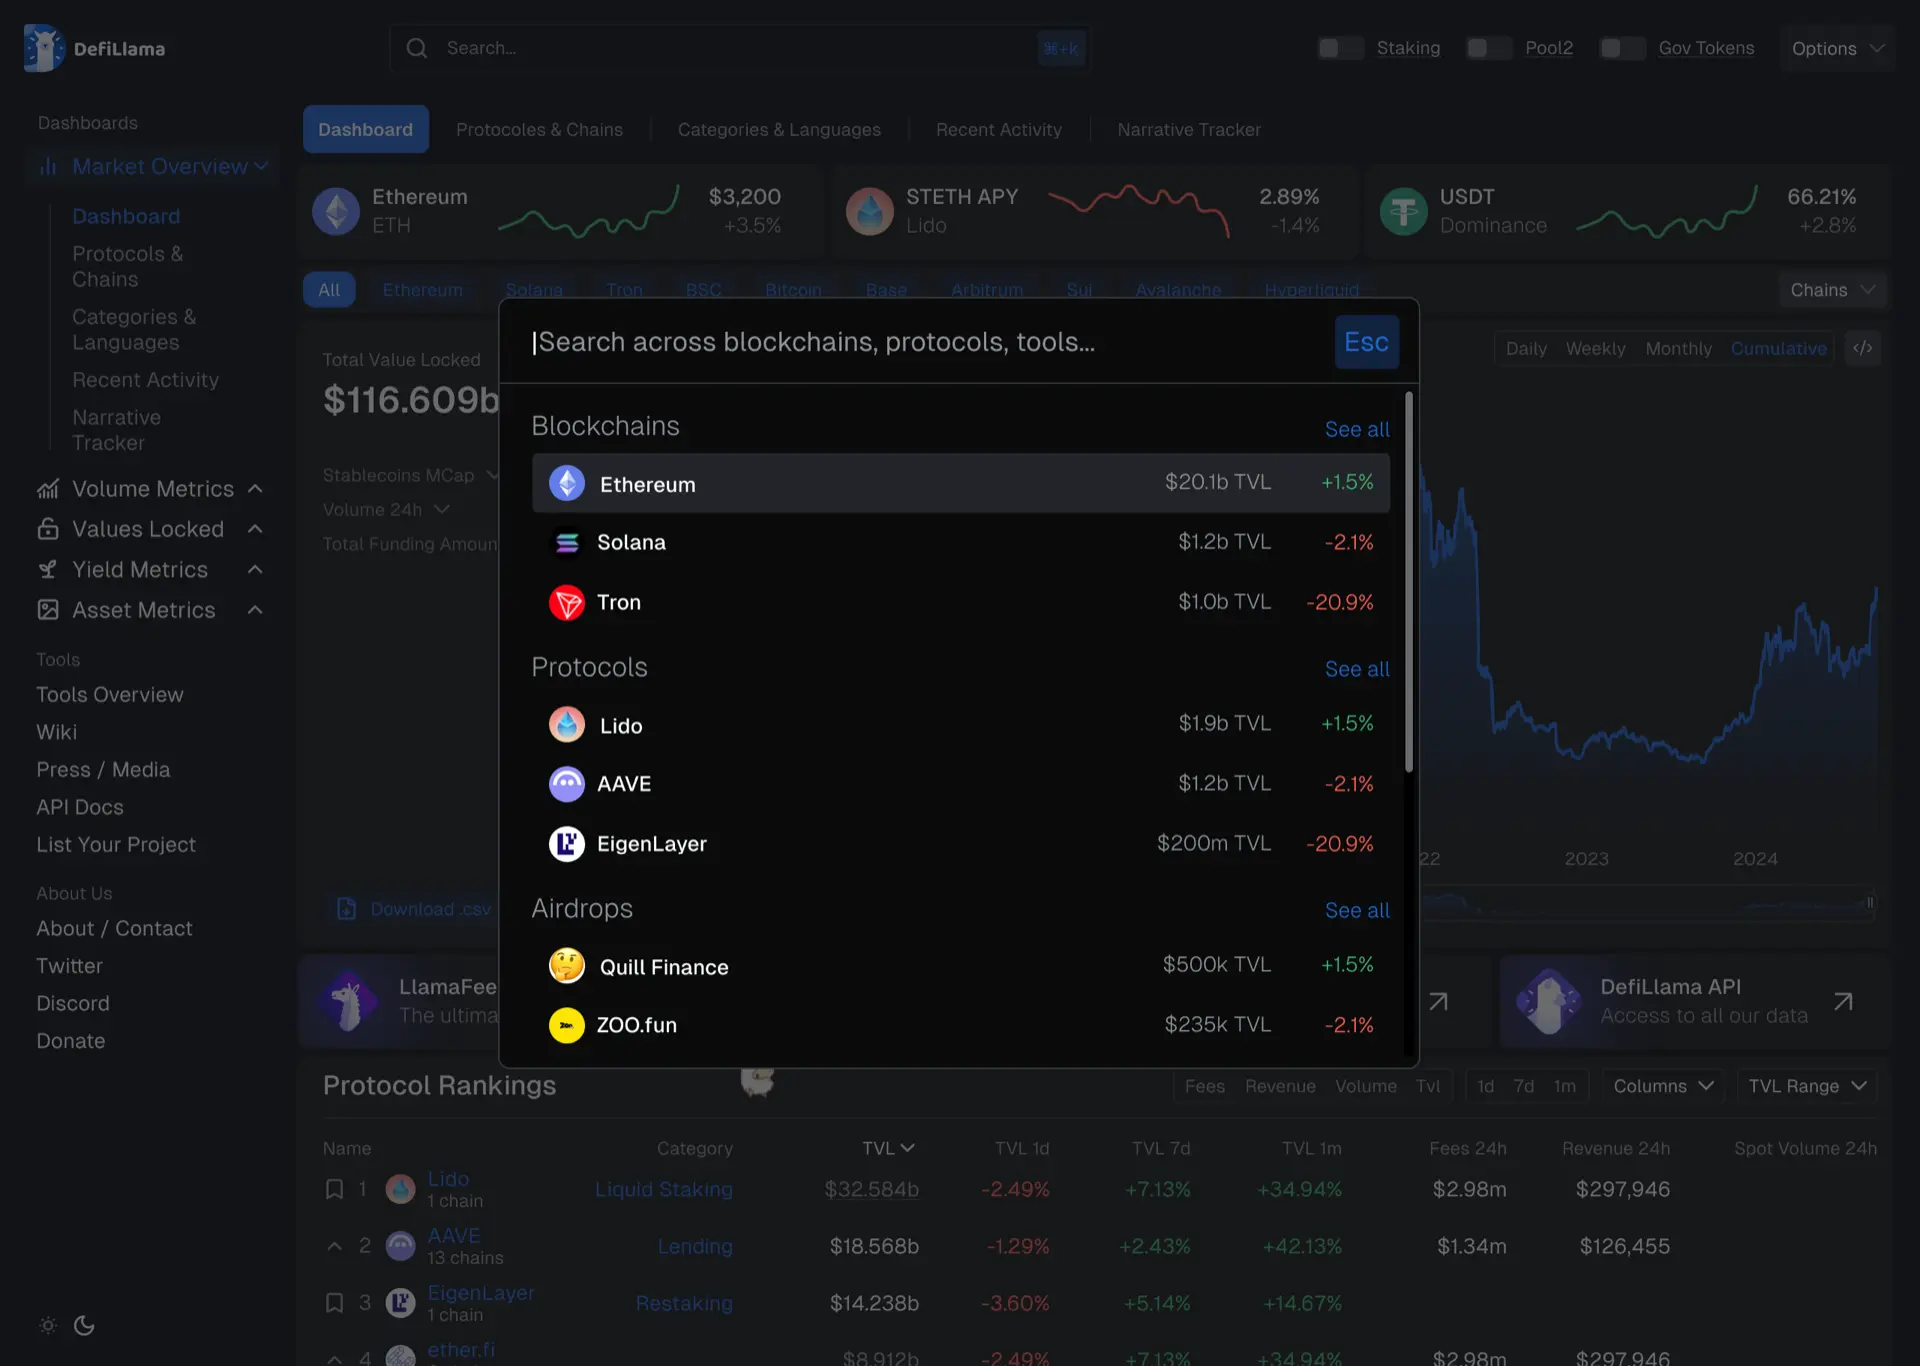 DefiLlama
Search...
⌘+k
Staking
Pool2
Gov Tokens
Options
Dashboards
Market Overview
Dashboard
Protocols &
Chains
Categories &
Languages
Recent Activity
Narrative
Tracker
Volume Metrics
Values Locked
Yield Metrics
Asset Metrics
Tools
Tools Overview
Wiki
Press / Media
API Docs
List Your Project
About Us
About / Contact
Twitter
Discord
Donate
Dashboard
Protocoles & Chains
Categories & Languages
Recent Activity
Narrative Tracker
Ethereum
ETH
$3,200
+3.5%
STETH APY
Lido
2.89%
-1.4%
USDT
Dominance
66.21%
+2.8%
All
Ethereum
Solana
Tron
BSC
Bitcoin
Base
Arbitrum
Sui
Avalanche
Hyperliquid
Chains
Total Value Locked
$116.609b
Stablecoins MCap
Volume 24h
Total Funding Amoun
Download .csv
Daily
Weekly
Monthly
Cumulative
</>
22
2023
2024
Search across blockchains, protocols, tools...
Esc
Blockchains
See all
Ethereum $20.1b TVL +1.5%
Solana $1.2b TVL -2.1%
Tron $1.0b TVL -20.9%
Protocols
See all
Lido $1.9b TVL +1.5%
AAVE $1.2b TVL -2.1%
EigenLayer $200m TVL -20.9%
Airdrops
See all
Quill Finance $500k TVL +1.5%
ZOO.fun $235k TVL -2.1%
LlamaFee
The ultima
DefiLlama API
Access to all our data
Protocol Rankings
Fees
Revenue
Volume
Tvl
1d
7d
1m
Columns
TVL Range
Name Category TVL TVL 1d TVL 7d TVL 1m Fees 24h Revenue 24h Spot Volume 24h
1 Lido Liquid Staking $32.584b -2.49% +7.13% +34.94% $2.98m $297,946
1 chain
2 AAVE Lending $18.568b -1.29% +2.43% +42.13% $1.34m $126,455
13 chains
3 EigenLayer Restaking $14.238b -3.60% +5.14% +14.67%
1 chain
4 ether.fi $8.912b -2.49% +7.13% +34.94% $2.98m $297,946